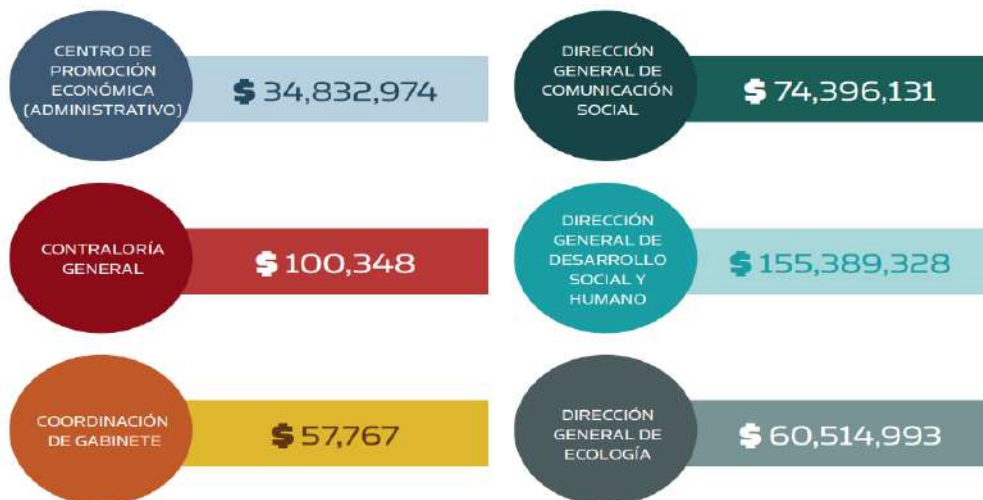 CENTRO DE
PROMOCIÓN
ECONÓMICA
(ADMINISTRATIVO)
$ 34,832,974
DIRECCIÓN
GENERAL DE
COMUNICACIÓN
SOCIAL
$ 74,396,131
CONTRALORÍA
GENERAL
$ 100,348
DIRECCIÓN
GENERAL DE
DESARROLLO
SOCIAL Y
HUMANO
$ 155,389,328
COORDINACIÓN
DE GABINETE
$ 57,767
DIRECCIÓN
GENERAL DE
ECOLOGÍA
$ 60,514,993